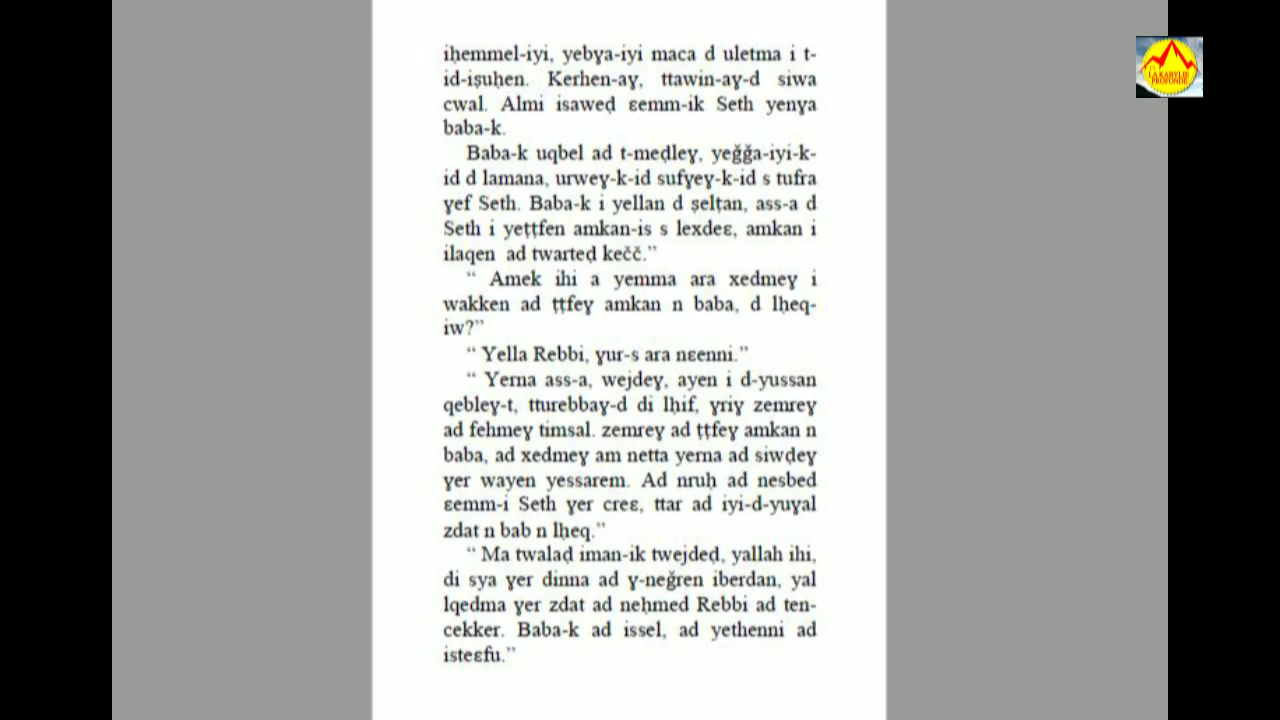 iḥemmel-iyi, yebɣa-iyi maca d uletma i t-
id-iṣuḥen. Kerhen-aɣ, ttawin-aɣ-d siwa
cwal. Almi isaweḍ ɛemm-ik Seth yenɣa
baba-k.
Baba-k uqbel ad t-meḍleɣ, yeǧǧa-iyi-k-
id d lamana, urweɣ-k-id sufɣeɣ-k-id s tufra
ɣef Seth. Baba-k i yellan d ṣelṭan, ass-a d
Seth i yeṭṭfen amkan-is s lexdeɛ, amkan i
ilaqen ad twarteḍ kečč.”
“ Amek ihi a yemma ara xedmeɣ i
wakken ad ṭṭfeɣ amkan n baba, d lḥeq-
iw?”
“ Yella Rebbi, ɣur-s ara nɛenni.”
“ Yerna ass-a, wejdeɣ, ayen i d-yussan
qebleɣ-t, tturebbaɣ-d di lḥif, ɣriɣ zemreɣ
ad fehmeɣ timsal. zemreɣ ad ṭṭfeɣ amkan n
baba, ad xedmeɣ am netta yerna ad siwḍeɣ
ɣer wayen yessarem. Ad nruḥ ad nesbed
ɛemm-i Seth ɣer creɛ, ttar ad iyi-d-yuɣal
zdat n bab n lḥeq.”
“ Ma twalaḍ iman-ik twejdeḍ, yallah ihi,
di sya ɣer dinna ad ɣ-neǧren iberdan, yal
lqedma ɣer zdat ad neḥmed Rebbi ad ten-
cekker. Baba-k ad issel, ad yethenni ad
isteɛfu.”
LA KABYLIE
PROFONDE